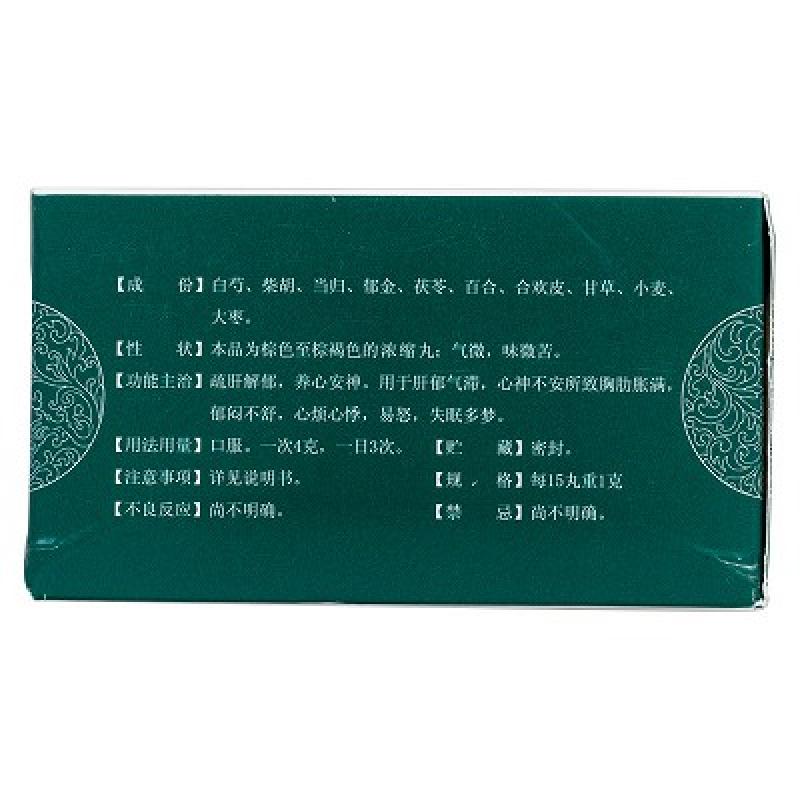 【成 份】白芍、柴胡、当归、郁金、茯苓、百合、合欢皮、甘草、小麦、
大枣。
【性 状】本品为棕色至棕褐色的浓缩丸；气微，味微苦。
【功能主治】疏肝解郁，养心安神。用于肝郁气滞，心神不安所致胸肋胀满，
郁闷不舒，心烦心悸，易怒，失眠多梦。
【用法用量】口服。一次4克，一日3次。 【贮 藏】密封。
【注意事项】详见说明书。 【规 格】每15丸重1克
【不良反应】尚不明确。 【禁 忌】尚不明确。